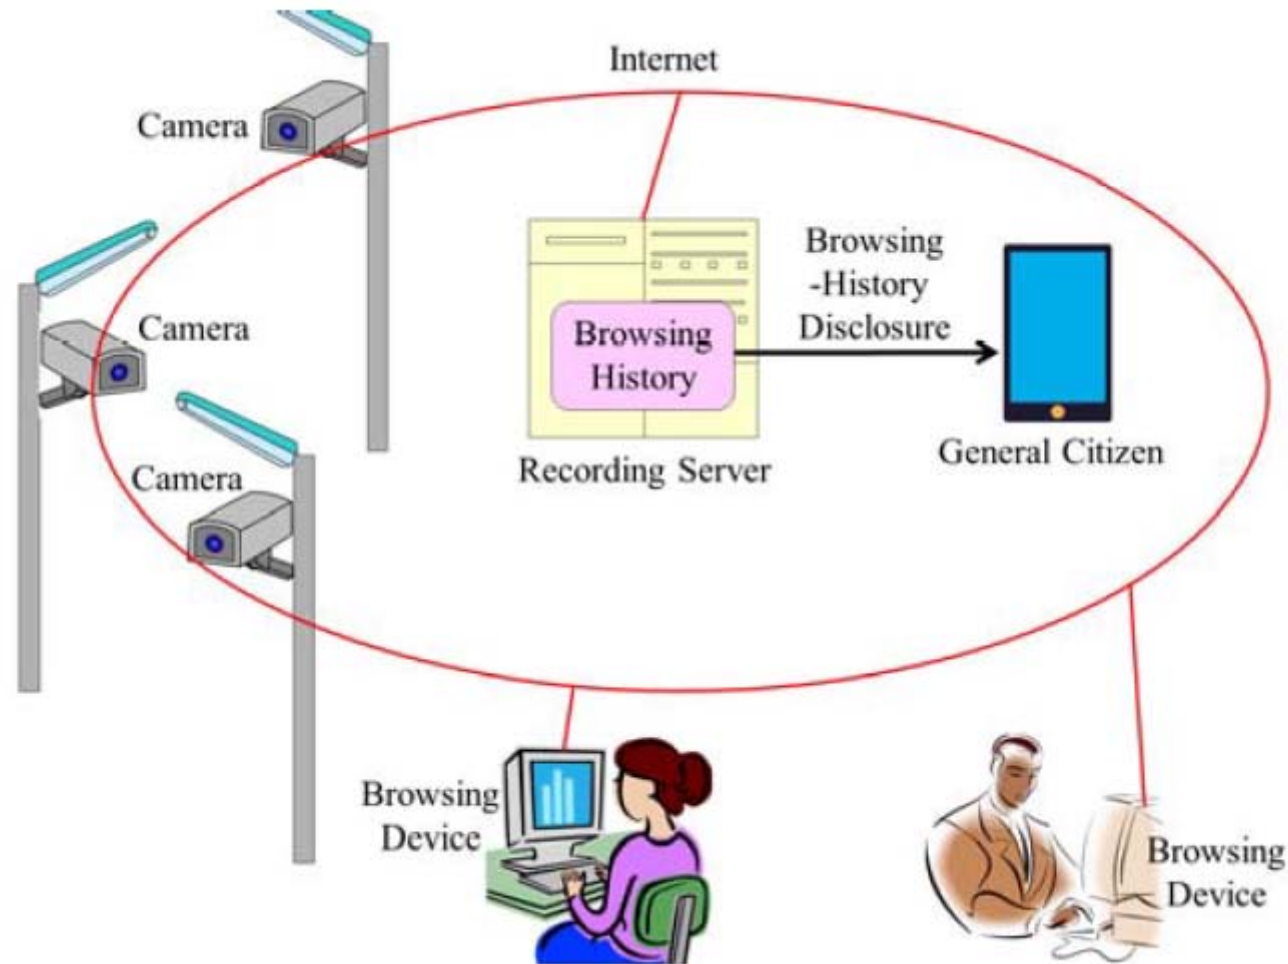 Internet
Camera
Camera
Camera
Browsing
-History
Disclosure
Browsing
History
Recording Server
General Citizen
Browsing
Device
Browsing
Device